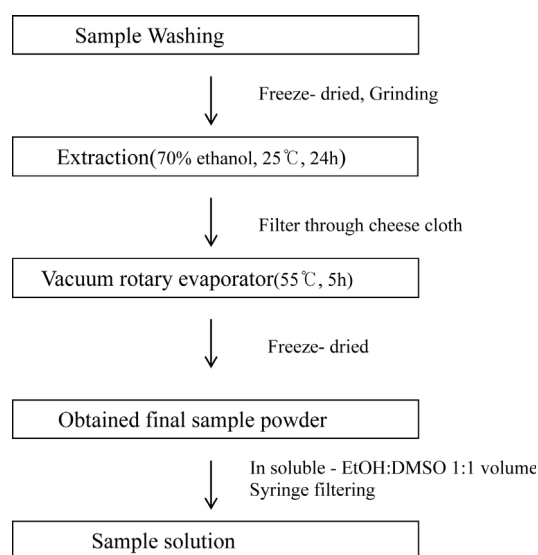 Sample Washing
Freeze- dried, Grinding
Extraction(70% ethanol, 25℃, 24h)
Filter through cheese cloth
Vacuum rotary evaporator(55℃, 5h)
Freeze- dried
Obtained final sample powder
In soluble - EtOH:DMSO 1:1 volume
Syringe filtering
Sample solution